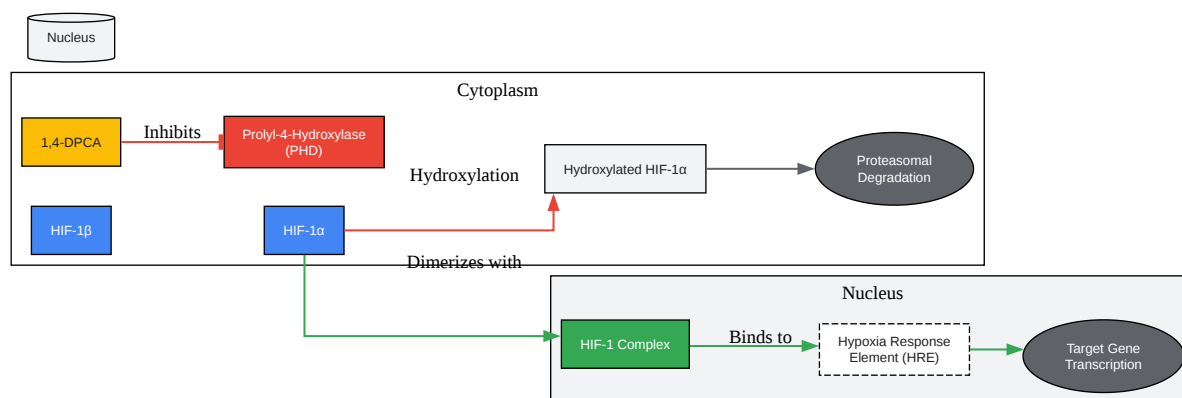 Nucleus
Cytoplasm
1,4-DPCA
Inhibits
Prolyl-4-Hydroxylase
(PHD)
Hydroxylation
Hydroxylated HIF-1α
Proteasomal
Degradation
HIF-1β
HIF-1α
Dimerizes with
Nucleus
HIF-1 Complex
Binds to
Hypoxia Response
Element (HRE)
Target Gene
Transcription